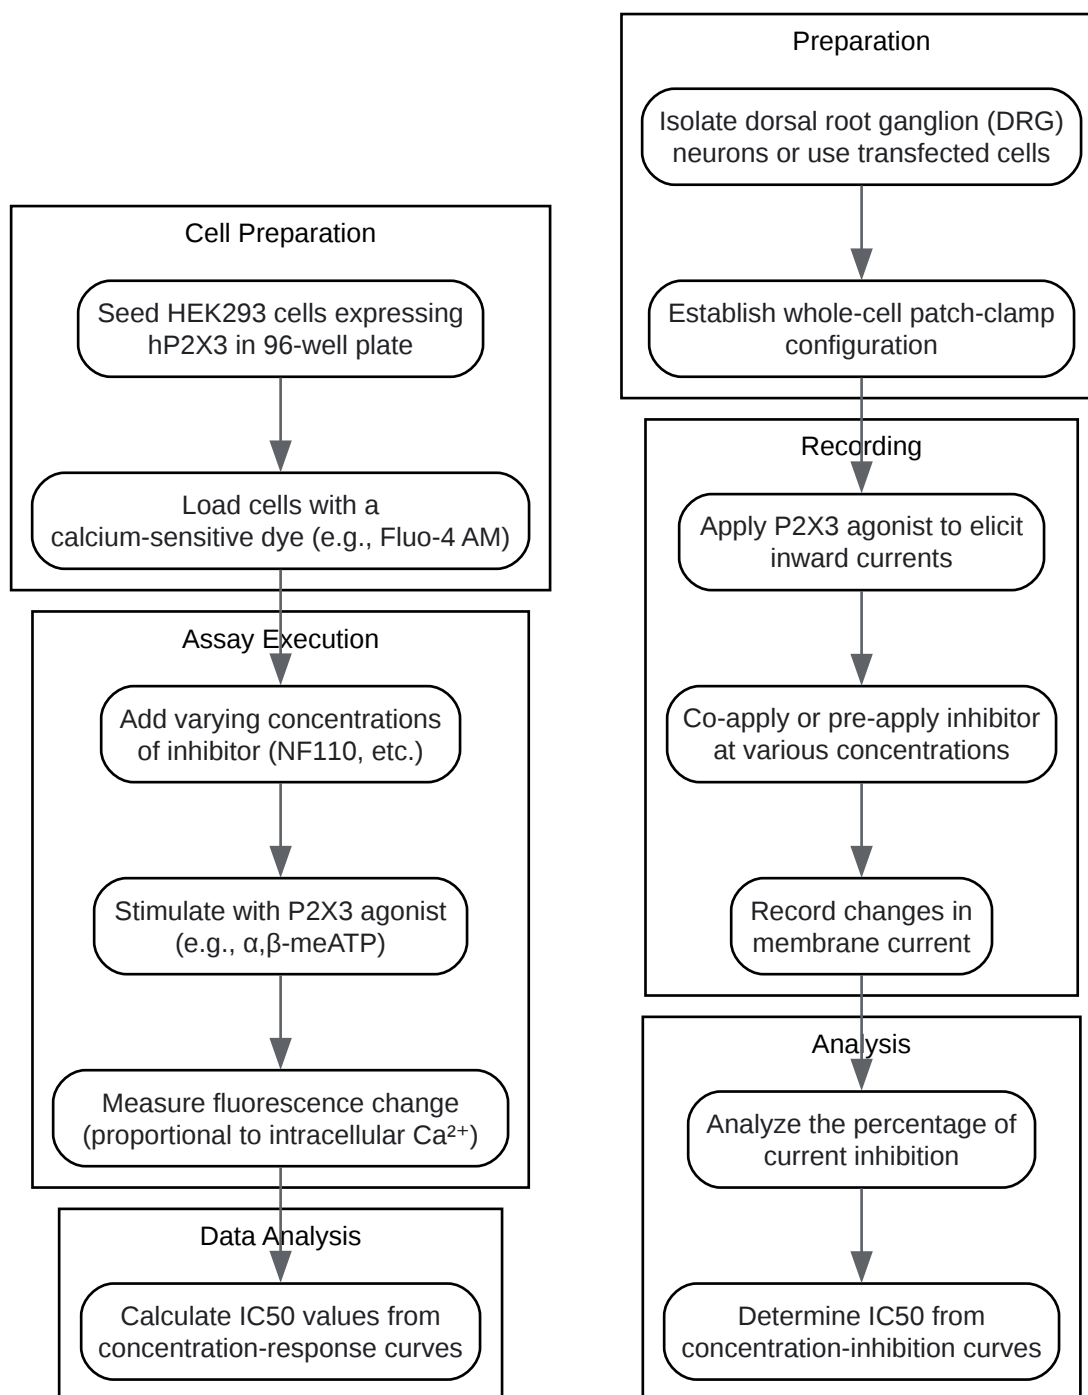 Cell Preparation
Seed HEK293 cells expressing
hP2X3 in 96-well plate
Load cells with a
calcium-sensitive dye (e.g., Fluo-4 AM)
Assay Execution
Add varying concentrations
of inhibitor (NF110, etc.)
Stimulate with P2X3 agonist
(e.g., α,β-meATP)
Measure fluorescence change
(proportional to intracellular Ca²⁺)
Data Analysis
Calculate IC50 values from
concentration-response curves
Preparation
Isolate dorsal root ganglion (DRG)
neurons or use transfected cells
Establish whole-cell patch-clamp
configuration
Recording
Apply P2X3 agonist to elicit
inward currents
Co-apply or pre-apply inhibitor
at various concentrations
Record changes in
membrane current
Analysis
Analyze the percentage of
current inhibition
Determine IC50 from
concentration-inhibition curves